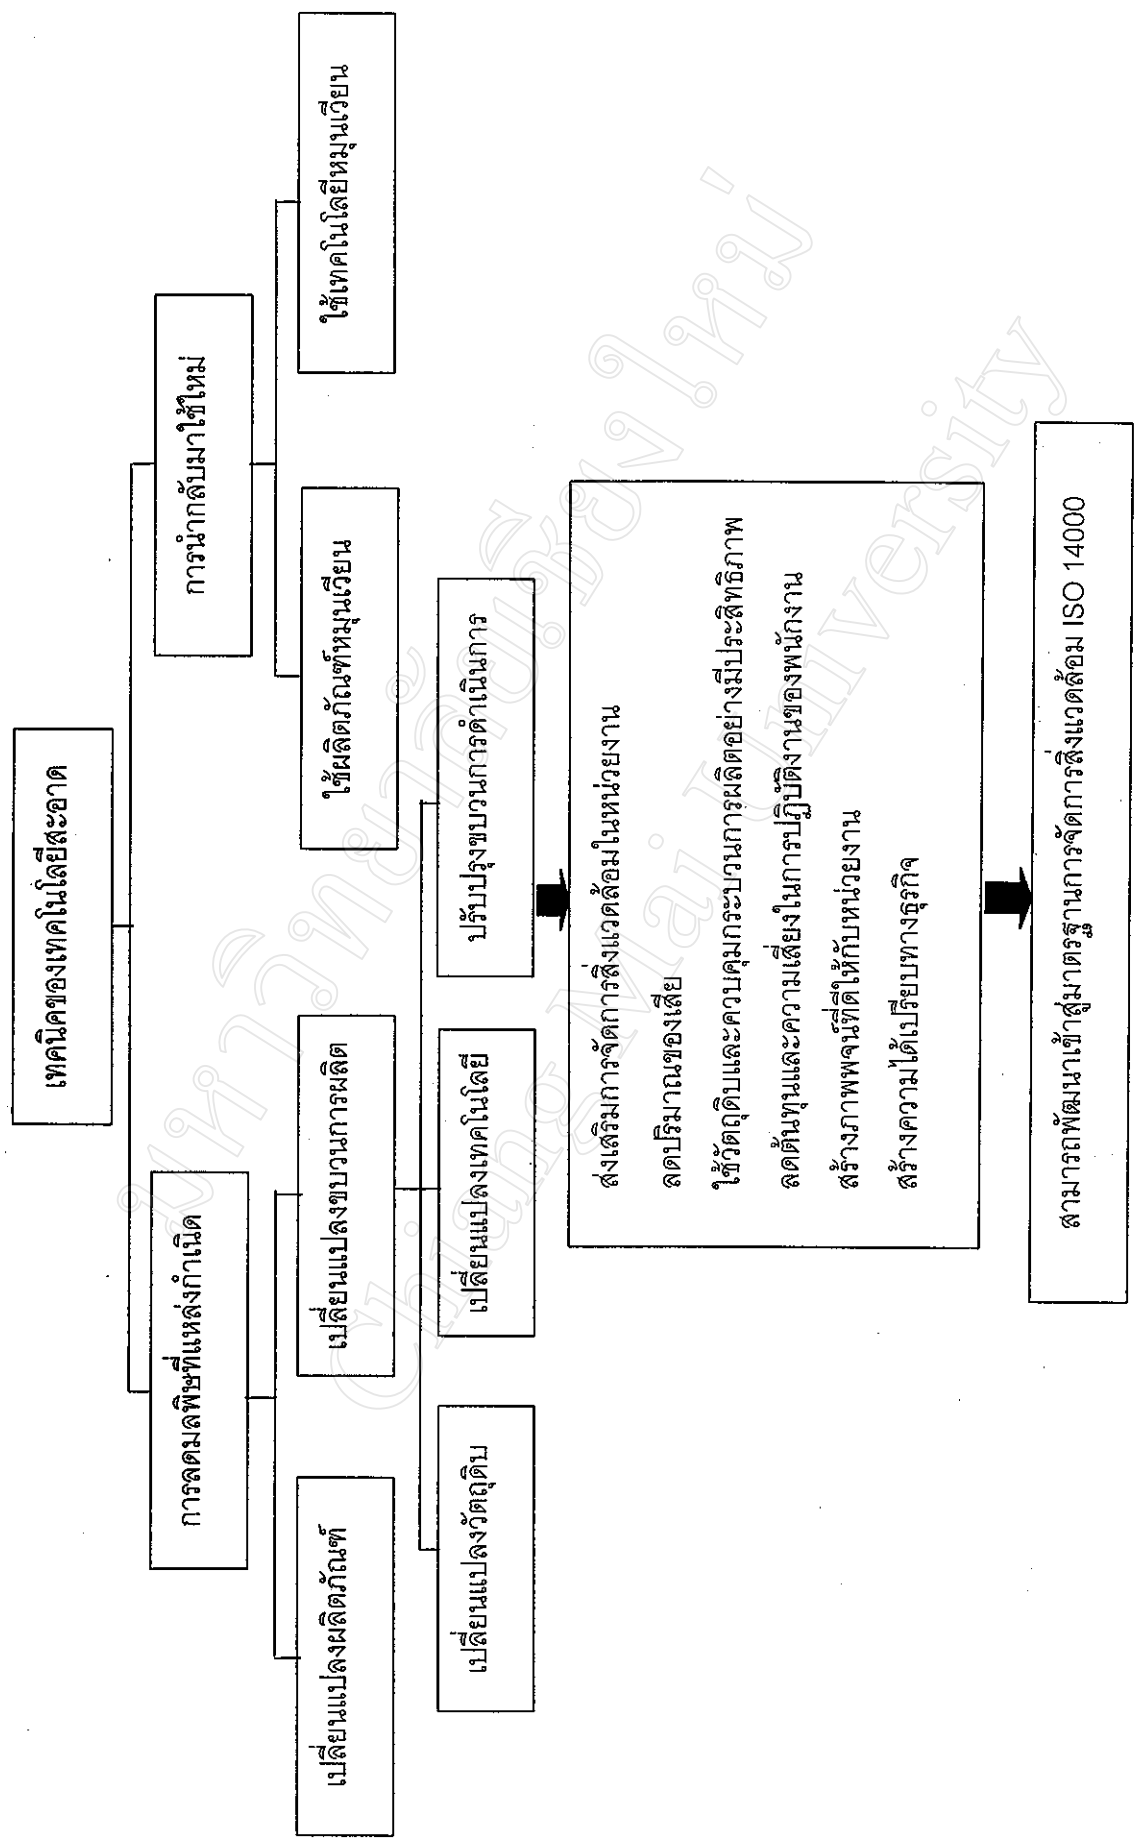 เทคนิคของเทคโนโลยีสะอาด
การลดมลพิษที่แหล่งกำเนิด
การนำกลับมาใช้ใหม่
เปลี่ยนแปลงผลิตภัณฑ์
เปลี่ยนแปลงขบวนการผลิต
ใช้ผลิตภัณฑ์หมุนเวียน
ใช้เทคโนโลยีหมุนเวียน
เปลี่ยนแปลงวัตถุดิบ
เปลี่ยนแปลงเทคโนโลยี
ปรับปรุงขบวนการดำเนินการ
ส่งเสริมการจัดการสิ่งแวดล้อมในหน่วยงาน
ลดปริมาณของเสีย
ใช้วัตถุดิบและควบคุมกระบวนการผลิตอย่างมีประสิทธิภาพ
ลดต้นทุนและความเสี่ยงในการปฏิบัติงานของพนักงาน
สร้างภาพพจน์ที่ดีให้กับหน่วยงาน
สร้างความได้เปรียบทางธุรกิจ
สามารถพัฒนาเข้าสู่มาตรฐานการจัดการสิ่งแวดล้อม ISO 14000
มหาวิทยาลัยเชียงใหม่
Chiang Mai University